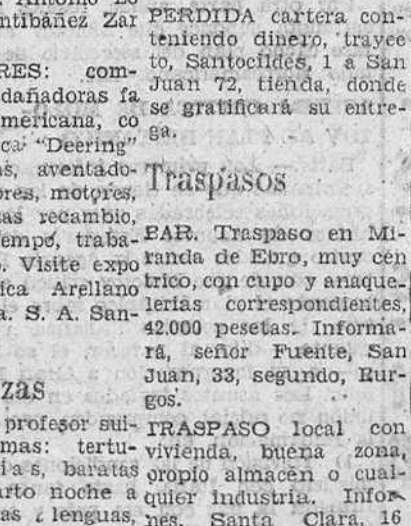 Antonio Lo
ntibáñez Zar
RES: com-
dañadoras fa
americana, co
ca "Deering"
as, aventado-
ores, motores,
as recambio,
empo, traba-
o. Visite expo
ica Arellano
a. S. A. San-
zas
profesor sui-
mas: tertu-
ias, baratas
arto noche a
as lenguas,
PERDIDA cartera con-
teniendo dinero, trayec
to, Santocildes, 1 a San
Juan 72, tienda, donde
se gratificará su entre-
ga.
Traspasos
BAR. Traspaso en Mi-
randa de Ebro, muy cén
trico, con cupo y anaque-
lerías correspondientes,
42.000 pesetas. Informa-
rá, señor Fuente, San
Juan, 33, segundo, Bur-
gos.
TRASPASO local con
vivienda, buena zona,
propio almacén o cual-
quier industria. Infor-
nes, Santa Clara, 16